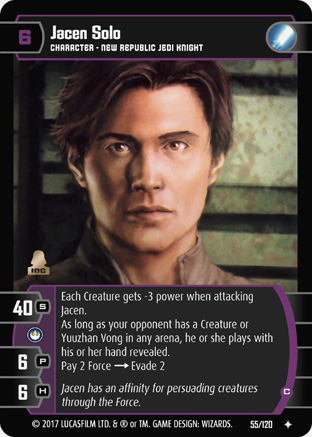 6
Jacen Solo
CHARACTER - NEW REPUBLIC JEDI KNIGHT
IDC
40 S
Each Creature gets -3 power when attacking
Jacen.
As long as your opponent has a Creature or
Yuuzhan Vong in any arena, he or she plays with
his or her hand revealed.
6 P
Pay 2 Force → Evade 2
6 H
Jacen has an affinity for persuading creatures
through the Force.
C
© 2017 LUCASFILM LTD. & ® or TM. GAME DESIGN: WIZARDS.
55/120